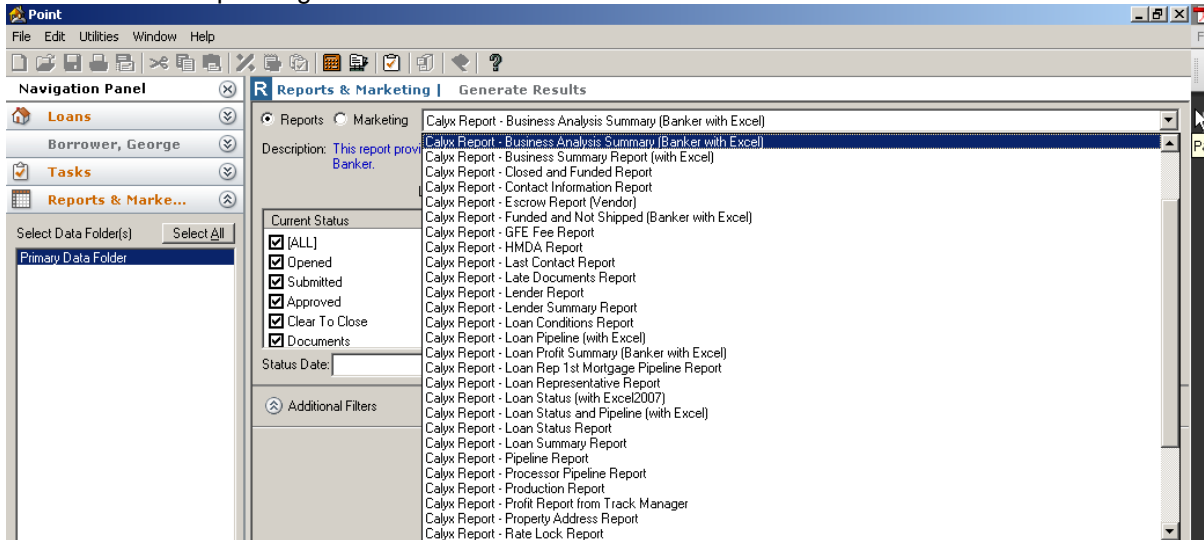 Point
File Edit Utilities Window Help
Navigation Panel
R Reports & Marketing | Generate Results
Loans
Borrower, George
Tasks
Reports & Marke...
Select Data Folder(s) Select All
Primary Data Folder
Reports Marketing Calyx Report - Business Analysis Summary (Banker with Excel)
Description: This report provi
Banker.
Current Status
[ALL]
Opened
Submitted
Approved
Clear To Close
Documents
Status Date:
Additional Filters
Calyx Report - Business Analysis Summary (Banker with Excel)
Calyx Report - Business Summary Report (with Excel)
Calyx Report - Closed and Funded Report
Calyx Report - Contact Information Report
Calyx Report - Escrow Report (Vendor)
Calyx Report - Funded and Not Shipped (Banker with Excel)
Calyx Report - GFE Fee Report
Calyx Report - HMDA Report
Calyx Report - Last Contact Report
Calyx Report - Late Documents Report
Calyx Report - Lender Report
Calyx Report - Lender Summary Report
Calyx Report - Loan Conditions Report
Calyx Report - Loan Pipeline (with Excel)
Calyx Report - Loan Profit Summary (Banker with Excel)
Calyx Report - Loan Rep 1st Mortgage Pipeline Report
Calyx Report - Loan Representative Report
Calyx Report - Loan Status (with Excel2007)
Calyx Report - Loan Status and Pipeline (with Excel)
Calyx Report - Loan Status Report
Calyx Report - Loan Summary Report
Calyx Report - Pipeline Report
Calyx Report - Processor Pipeline Report
Calyx Report - Production Report
Calyx Report - Profit Report from Track Manager
Calyx Report - Property Address Report
Calyx Report - Rate Lock Report